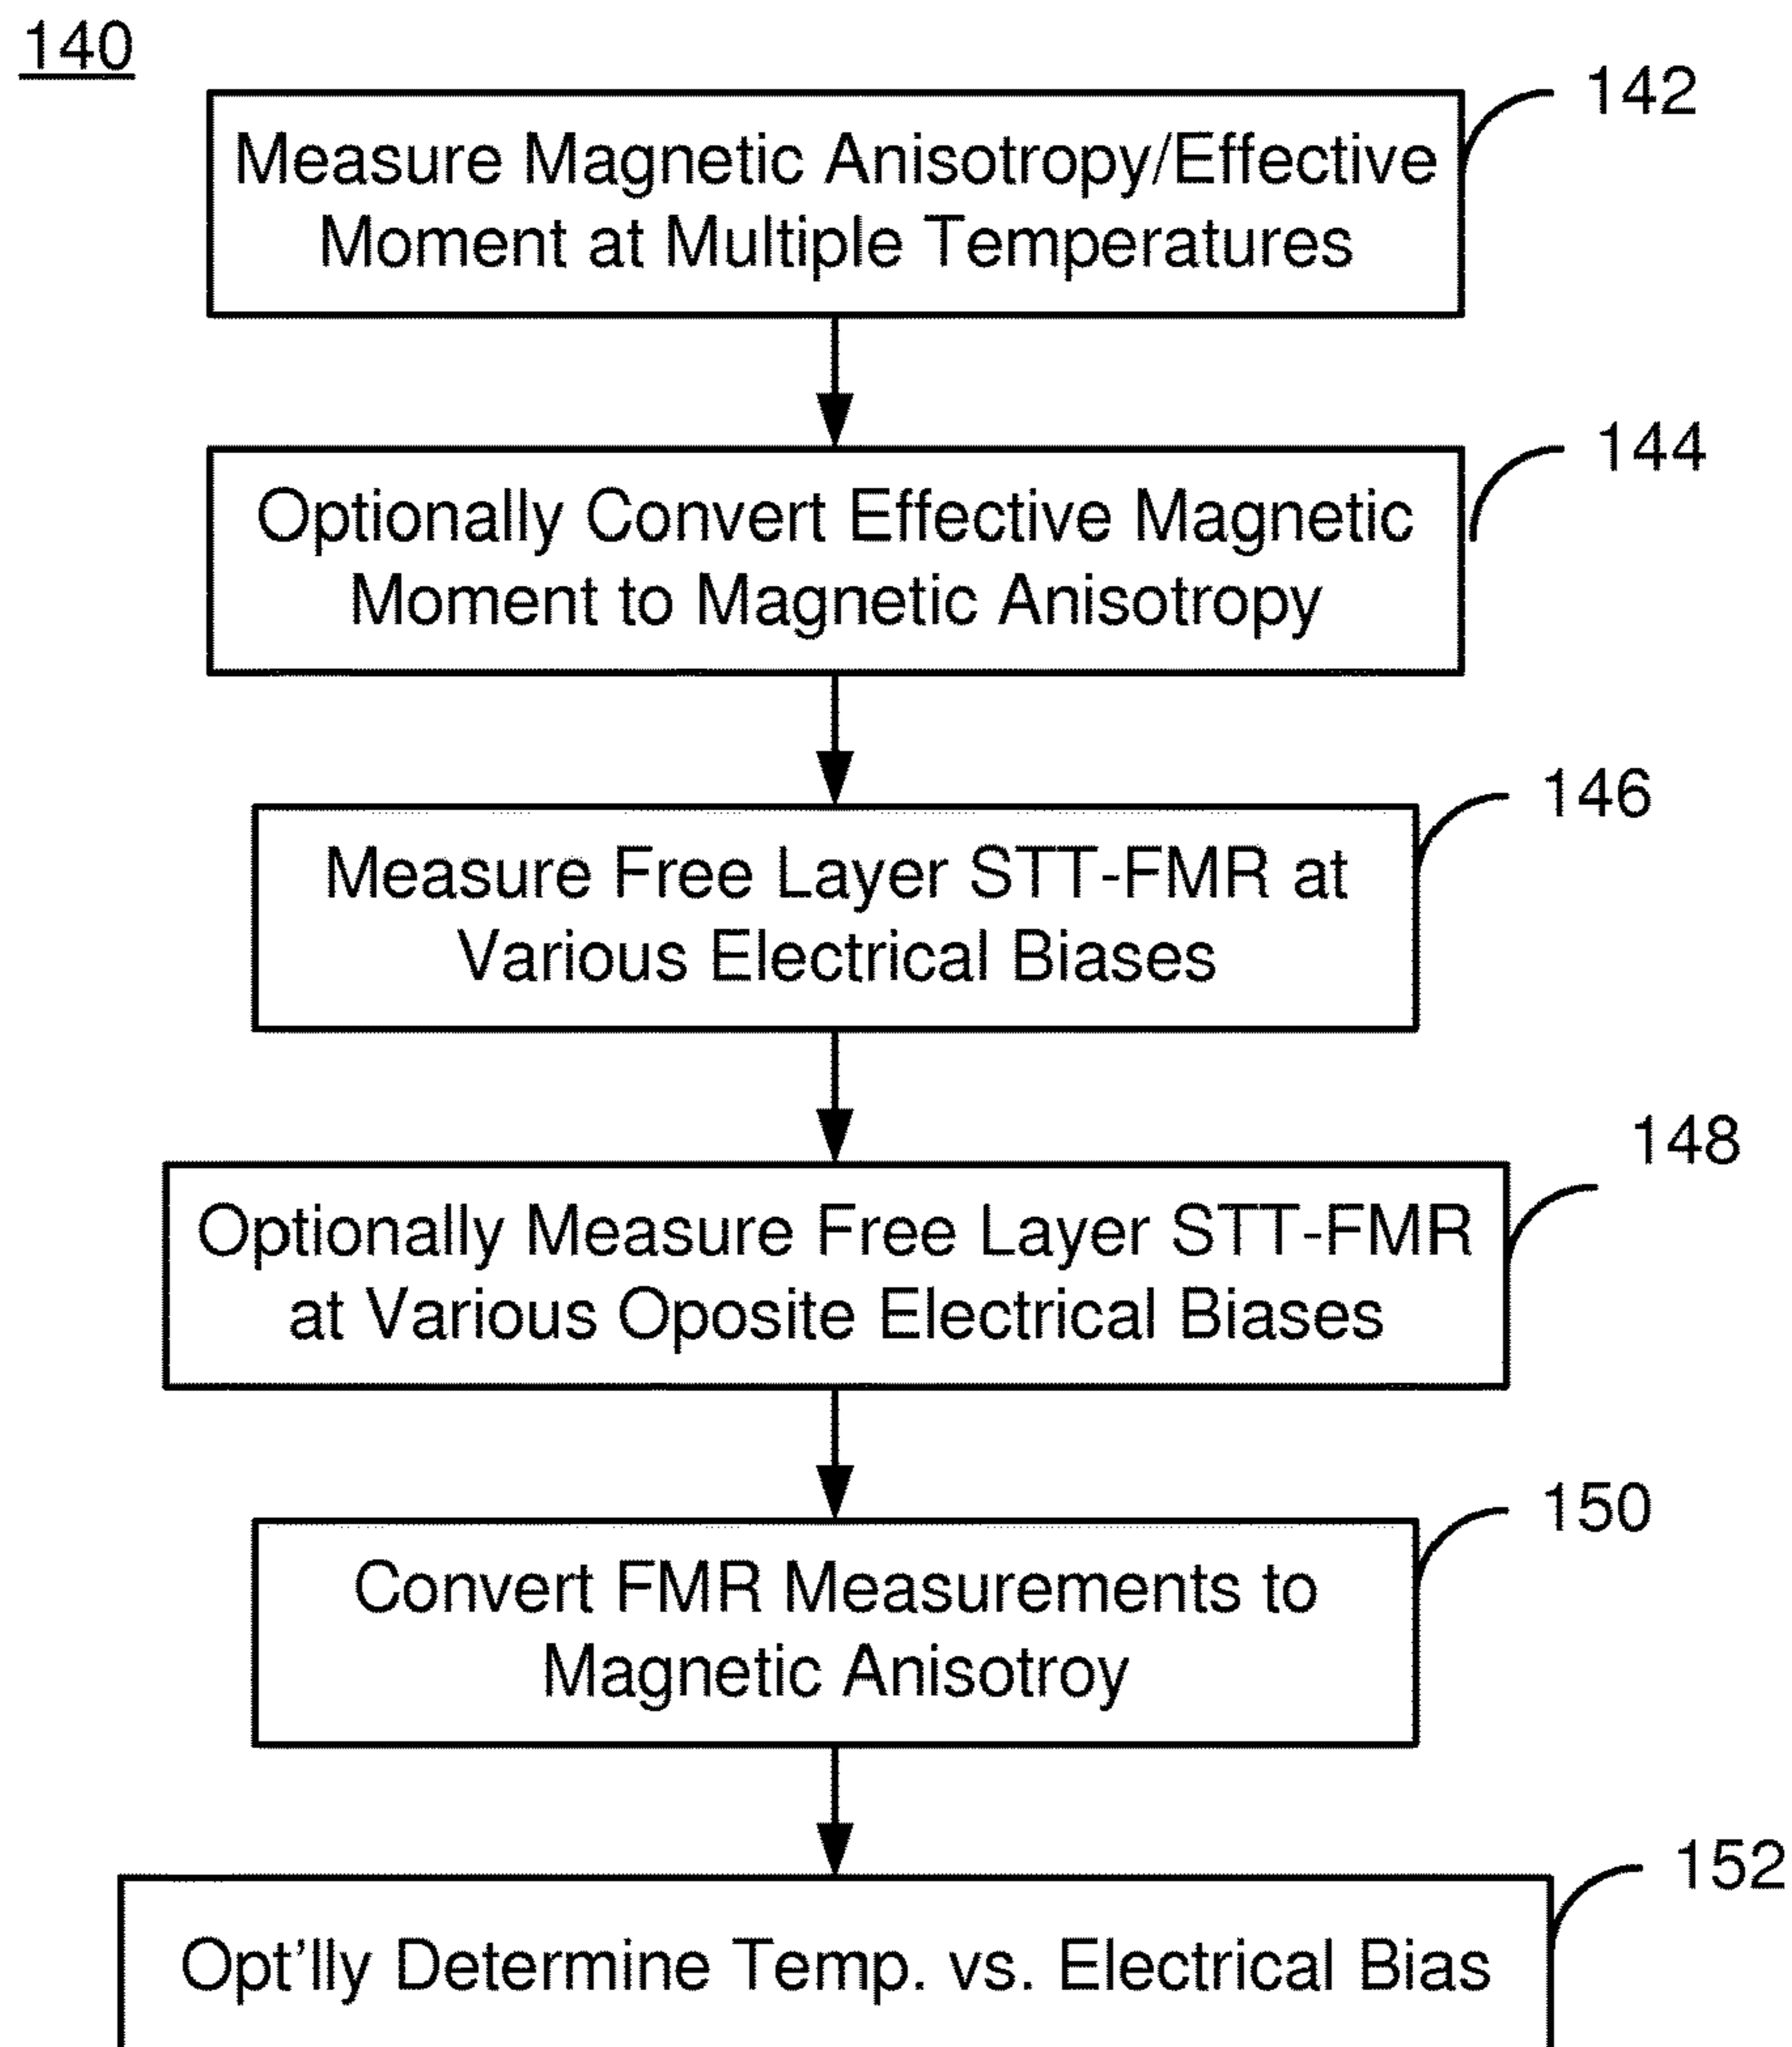 140
142
Measure Magnetic Anisotropy/Effective
Moment at Multiple Temperatures
144
Optionally Convert Effective Magnetic
Moment to Magnetic Anisotropy
146
Measure Free Layer STT-FMR at
Various Electrical Biases
148
Optionally Measure Free Layer STT-FMR
at Various Oposite Electrical Biases
150
Convert FMR Measurements to
Magnetic Anisotroy
152
Opt'lly Determine Temp. vs. Electrical Bias